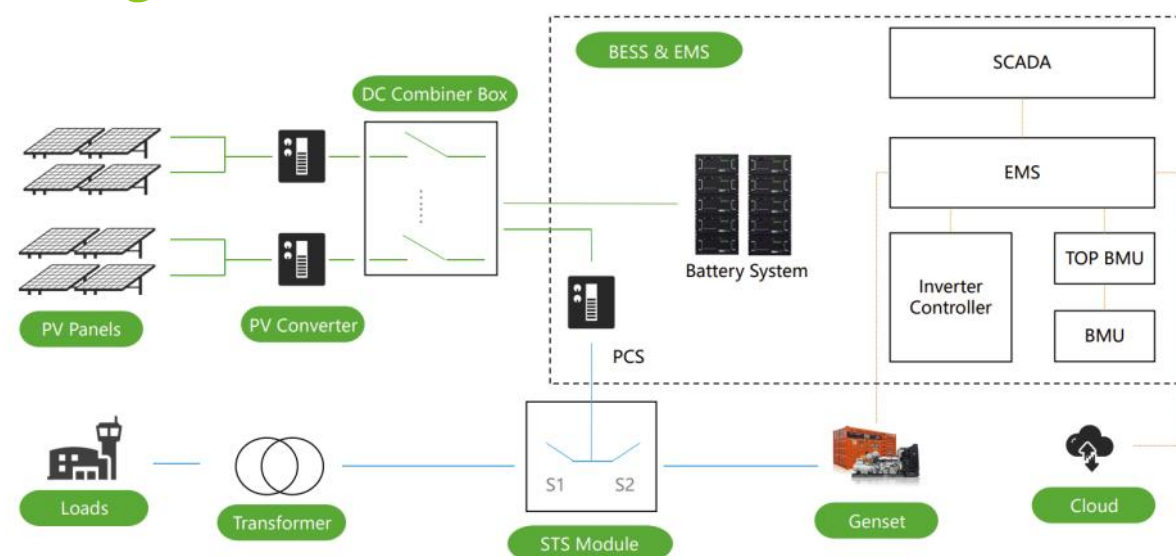 BESS & EMS
SCADA
DC Combiner Box
EMS
Battery System
Inverter
Controller
TOP BMU
BMU
PV Panels
PV Converter
PCS
S1
S2
Loads
Transformer
STS Module
Genset
Cloud